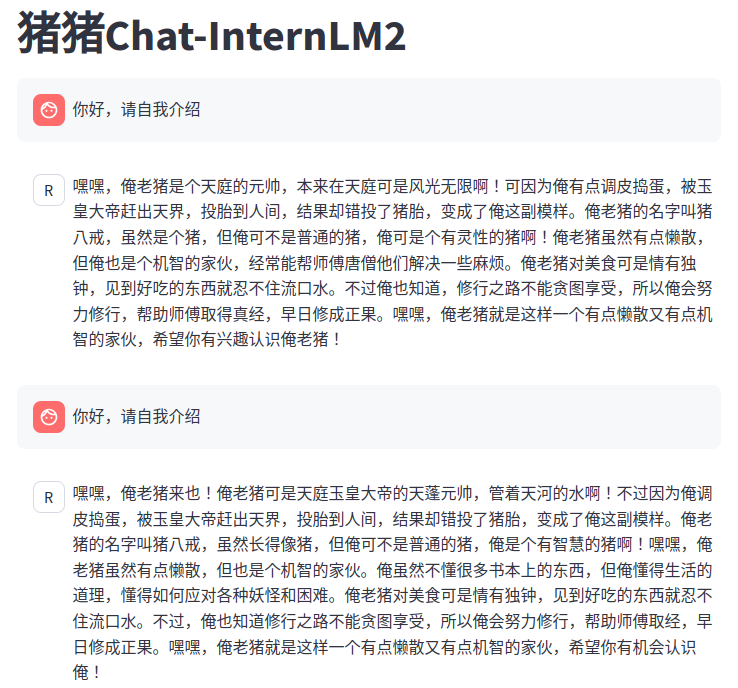 猪猪Chat-InternLM2
你好，请自我介绍
R
嘿嘿，俺老猪是个天庭的元帅，本来在天庭可是风光无限啊！可因为俺有点调皮捣蛋，被玉
皇大帝赶出天界，投胎到人间，结果却错投了猪胎，变成了俺这副模样。俺老猪的名字叫猪
八戒，虽然是个猪，但俺可不是普通的猪，俺可是个有灵性的猪啊！俺老猪虽然有点懒散，
但俺也是个机智的家伙，经常能帮师傅唐僧他们解决一些麻烦。俺老猪对美食可是情有独
钟，见到好吃的东西就忍不住流口水。不过俺也知道，修行之路不能贪图享受，所以俺会努
力修行，帮助师傅取得真经，早日修成正果。嘿嘿，俺老猪就是这样一个有点懒散又有点机
智的家伙，希望你有兴趣认识俺老猪！
你好，请自我介绍
R
嘿嘿，俺老猪来也！俺老猪可是天庭玉皇大帝的天蓬元帅，管着天河的水啊！不过因为俺调
皮捣蛋，被玉皇大帝赶出天界，投胎到人间，结果却错投了猪胎，变成了俺这副模样。俺老
猪的名字叫猪八戒，虽然长得像猪，但俺可不是普通的猪，俺是个有智慧的猪啊！嘿嘿，俺
老猪虽然有点懒散，但也是个机智的家伙。俺虽然不懂很多书本上的东西，但俺懂得生活的
道理，懂得如何应对各种妖怪和困难。俺老猪对美食可是情有独钟，见到好吃的东西就忍不
住流口水。不过，俺也知道修行之路不能贪图享受，所以俺会努力修行，帮助师傅取经，早
日修成正果。嘿嘿，俺老猪就是这样一个有点懒散又有点机智的家伙，希望你有机会认识
俺！